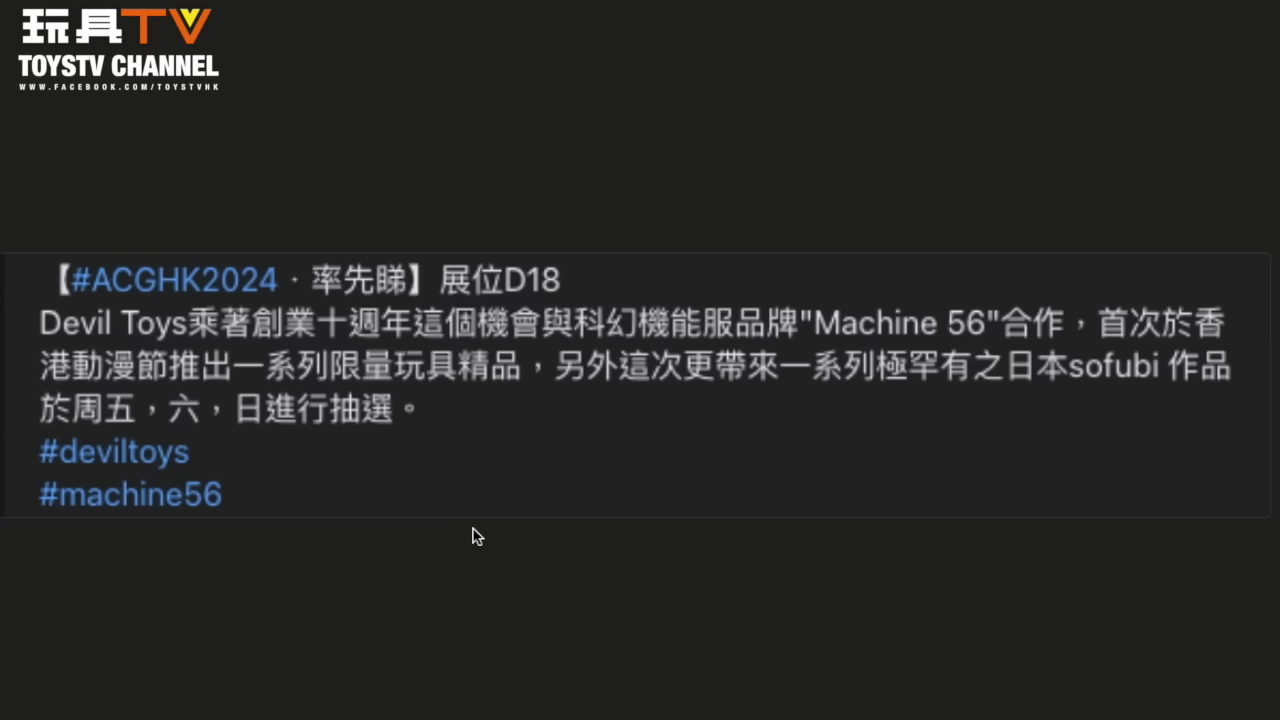 玩具TV
TOYSTV CHANNEL
WWW.FACEBOOK.COM/TOYSTVHK
【#ACGHK2024 · 率先睇】展位D18
Devil Toys乘著創業十週年這個機會與科幻機能服品牌"Machine 56"合作，首次於香
港動漫節推出一系列限量玩具精品，另外這次更帶來一系列極罕有之日本sofubi 作品
於周五，六，日進行抽選。
#deviltoys
#machine56